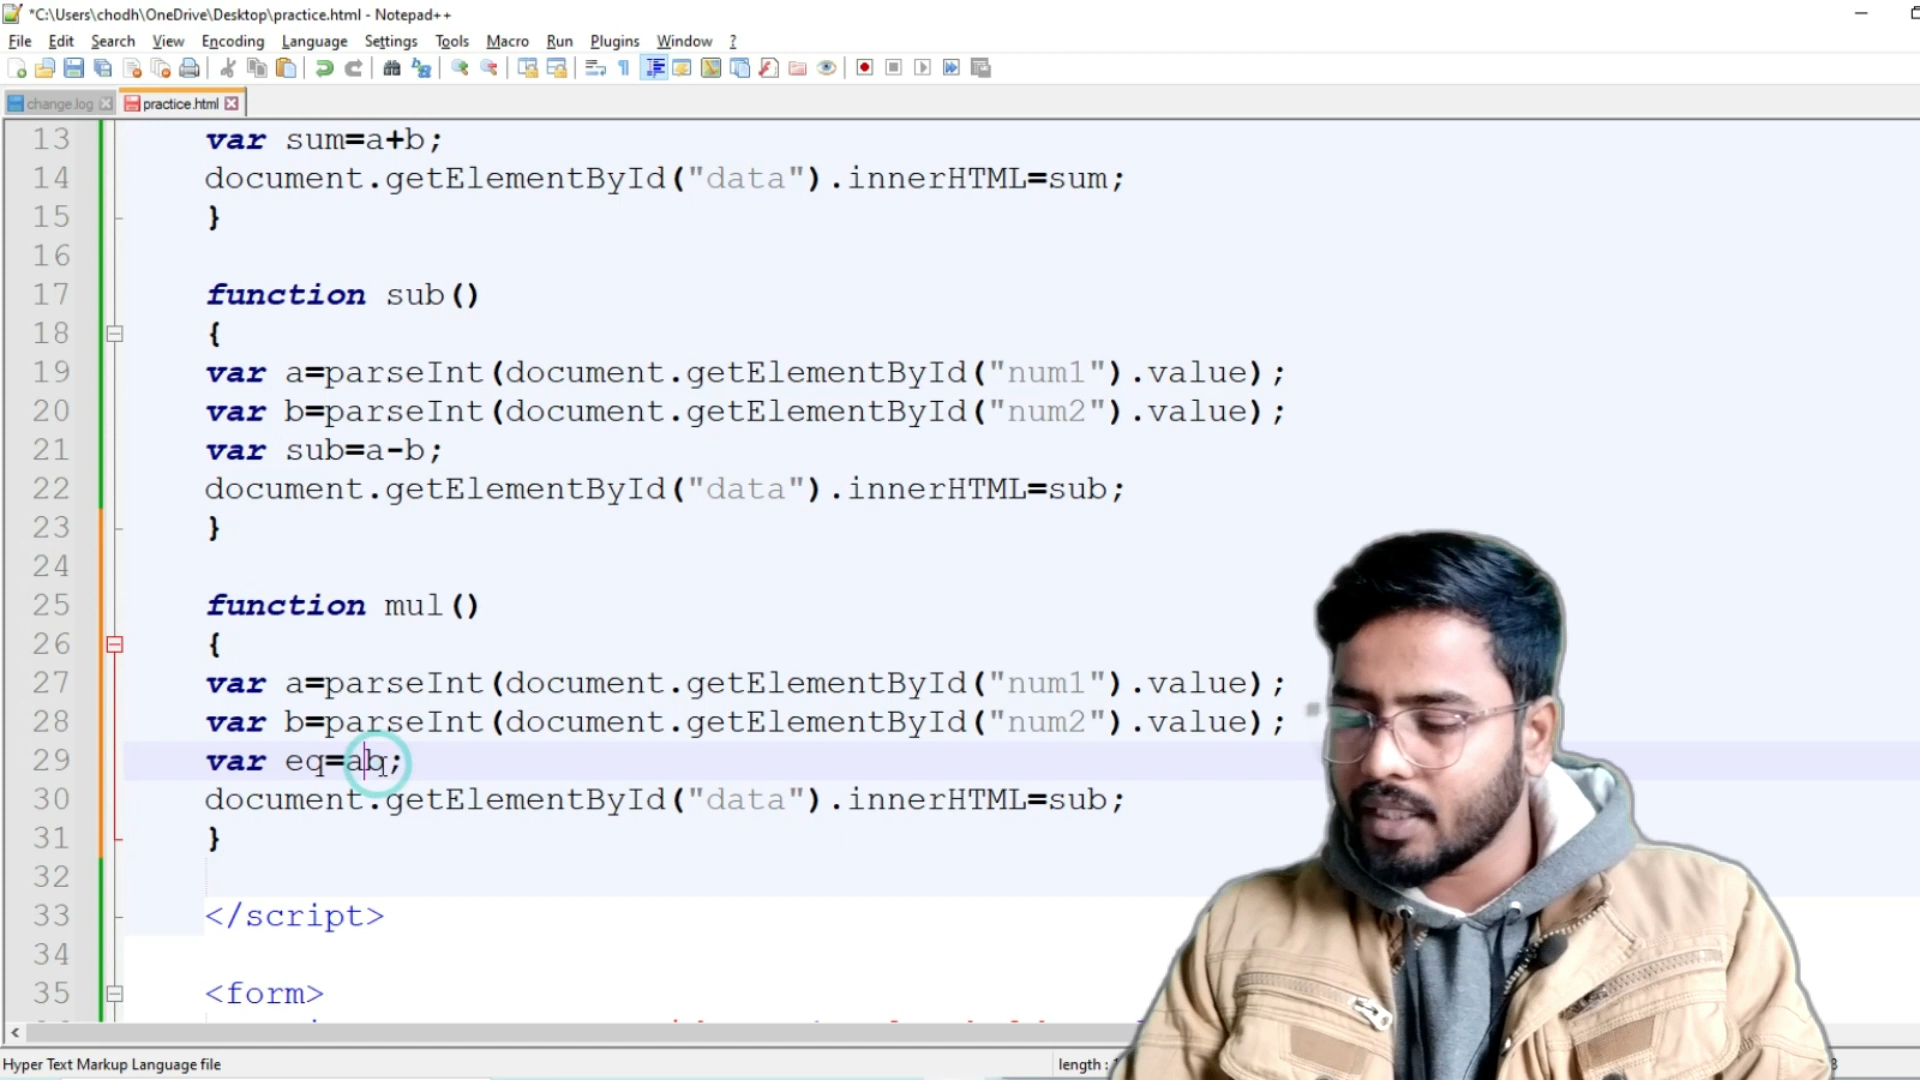 *C:\Users\chodh\OneDrive\Desktop\practice.html - Notepad++
File Edit Search View Encoding Language Settings Tools Macro Run Plugins Window ?
change.log practice.html
13 var sum=a+b;
14 document.getElementById("data").innerHTML=sum;
15 }
16
17 function sub()
18 {
19 var a=parseInt(document.getElementById("num1").value);
20 var b=parseInt(document.getElementById("num2").value);
21 var sub=a-b;
22 document.getElementById("data").innerHTML=sub;
23 }
24
25 function mul()
26 {
27 var a=parseInt(document.getElementById("num1").value);
28 var b=parseInt(document.getElementById("num2").value);
29 var eq=ab;
30 document.getElementById("data").innerHTML=sub;
31 }
32
33 </script>
34
35 <form>
Hyper Text Markup Language file length :